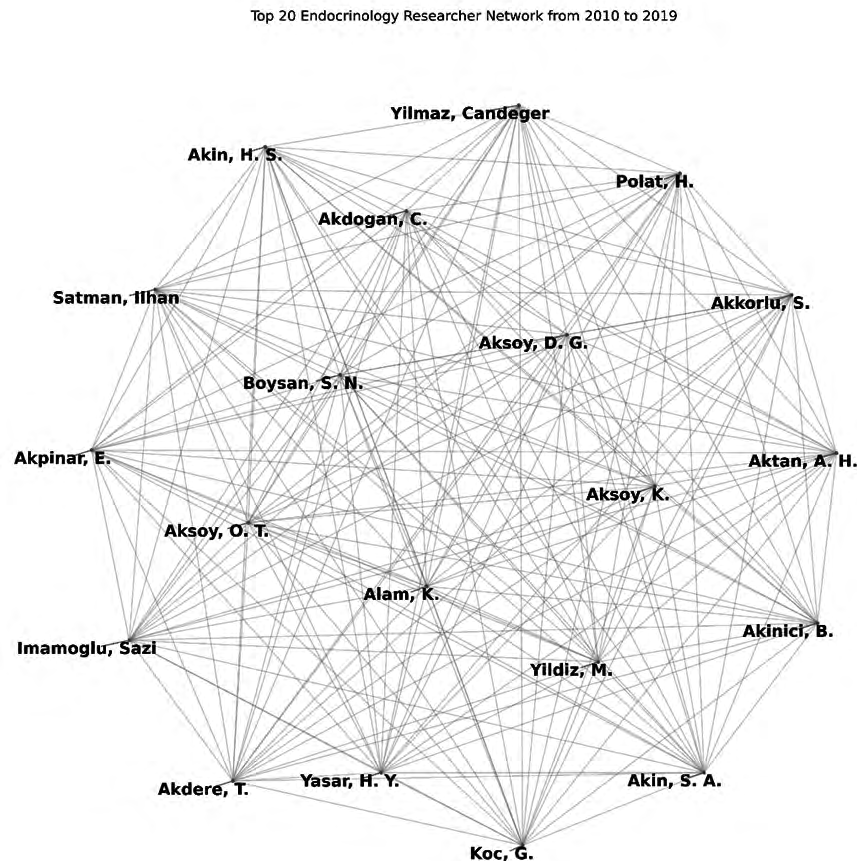 Top 20 Endocrinology Researcher Network from 2010 to 2019
Yilmaz, Candeger
Akin, H. S.
Polat, H.
Akdogan, C.
Satman, Ilhan
Akkorlu, S.
Aksoy, D. G.
Boysan, S. N.
Akpinar, E.
Aktan, A. H.
Aksoy, K.
Aksoy, O. T.
Alam, K.
Akinici, B.
Imamoglu, Sazi
Yildiz, M.
Yasar, H. Y.
Akin, S. A.
Akdere, T.
Koc, G.